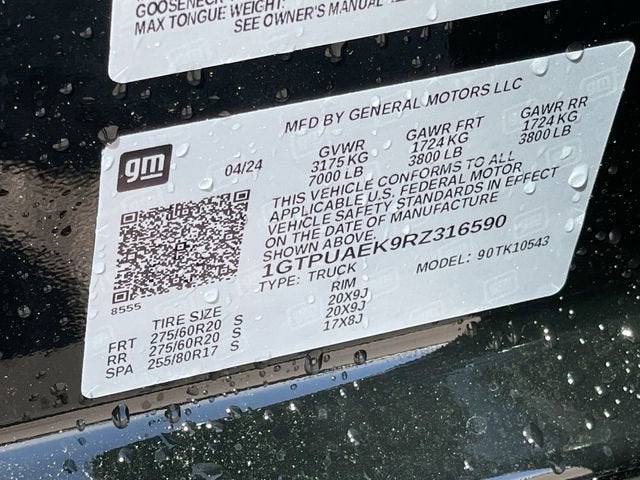 GOOSENECK
MAX TONGUE WEIGHT:
SEE OWNER'S MANUAL
MFD BY GENERAL MOTORS LLC
gm
04/24
GVWR GAWR FRT GAWR RR
3175 KG 1724 KG 1724 KG
7000 LB 3800 LB 3800 LB
THIS VEHICLE CONFORMS TO ALL
APPLICABLE U.S. FEDERAL MOTOR
VEHICLE SAFETY STANDARDS IN EFFECT
ON THE DATE OF MANUFACTURE
SHOWN ABOVE.
1GTPUAEK9RZ316590
TYPE: TRUCK MODEL: 90TK10543
8555
TIRE SIZE RIM
FRT 275/60R20 S 20X9J
RR 275/60R20 S 20X9J
SPA 255/80R17 S 17X8J